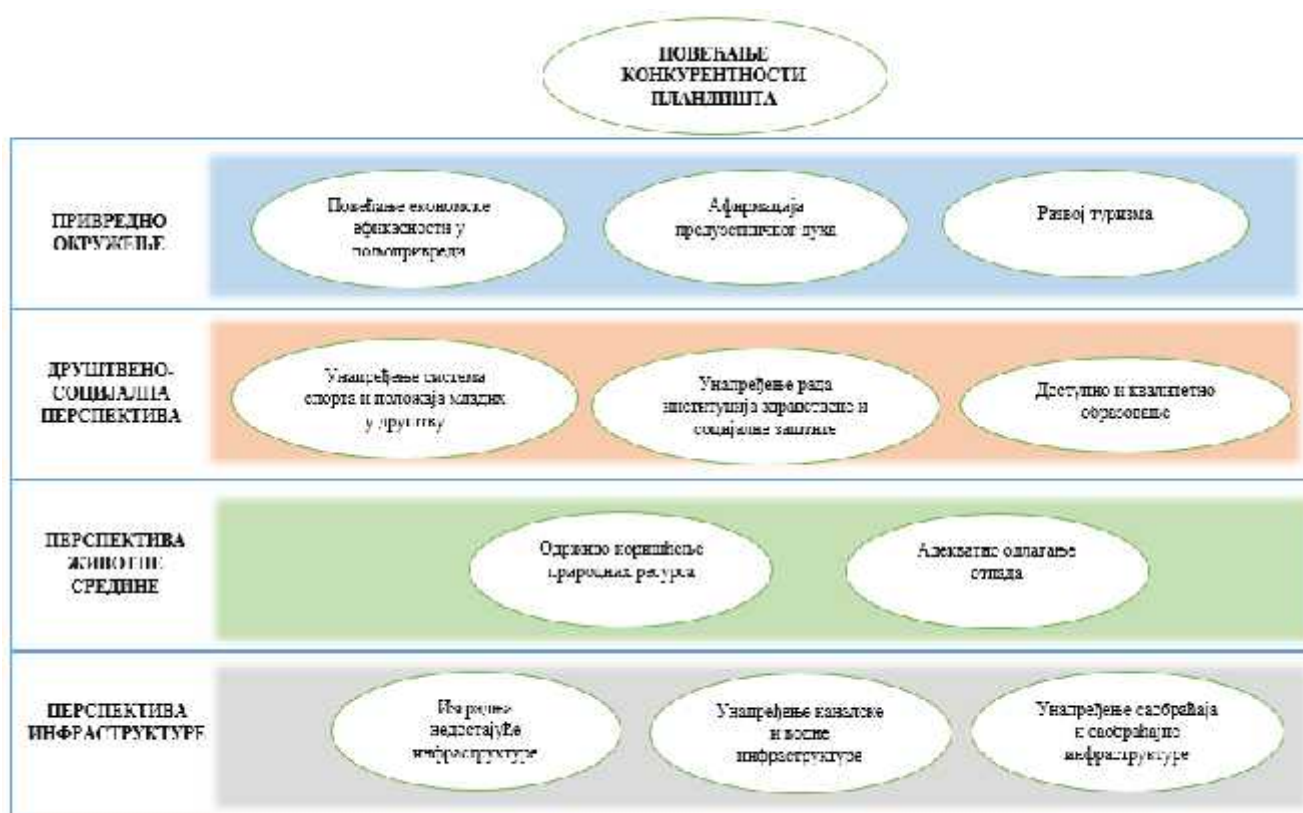 ПОВЕЋАЊЕ
КОНКУРЕНТНОСТИ
ПЛАНДИШТА
ПРИВРЕДНО
ОКРУЖЕЊЕ
Повећање економске
ефикасности у
пољопривреди
Афирмација
предузетничког духа
Развој туризма
ДРУШТВЕНО-
СОЦИЈАЛНА
ПЕРСПЕКТИВА
Унапређење система
спорта и положаја младих
у друштву
Унапређење рада
институција здравствене и
социјалне заштите
Доступно и квалитетно
образовање
ПЕРСПЕКТИВА
ЖИВОТНЕ
СРЕДИНЕ
Одрживо коришћење
природних ресурса
Адекватно одлагање
отпада
ПЕРСПЕКТИВА
ИНФРАСТРУКТУРЕ
Изградња
недостајуће
инфраструктуре
Унапређење каналске
и водне
инфраструктуре
Унапређење саобраћаја
и саобраћајне
инфраструктуре